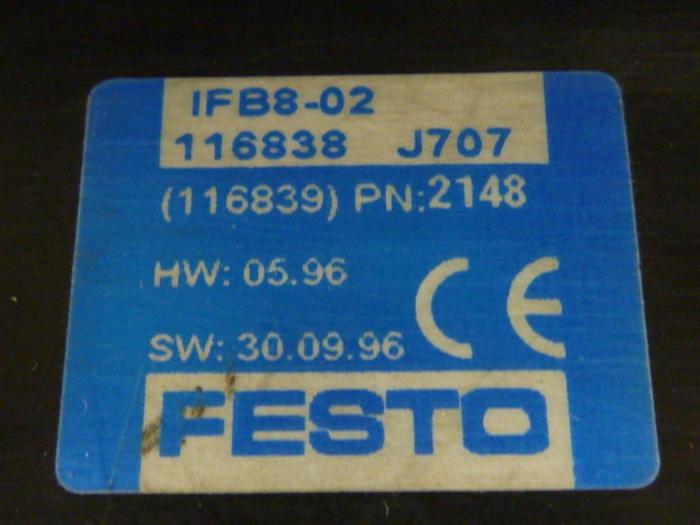 IFB8-02
116838 J707
(116839) PN:2148
HW: 05.96
CE
SW: 30.09.96
FESTO